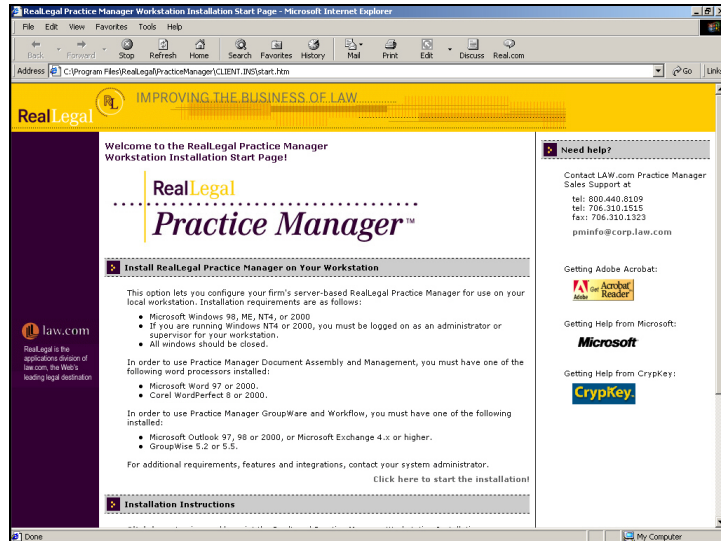 RealLegal Practice Manager Workstation Installation Start Page - Microsoft Internet Explorer
File Edit View Favorites Tools Help
Back Forward Stop Refresh Home Search Favorites History Mail Print Edit Discuss Real.com
Address C:\Program Files\RealLegal\PracticeManager\CLIENT.INS\start.htm Go Links
RealLegal
RL IMPROVING THE BUSINESS OF LAW
Welcome to the RealLegal Practice Manager
Workstation Installation Start Page!
RealLegal
Practice Manager™
Install RealLegal Practice Manager on Your Workstation
This option lets you configure your firm's server-based RealLegal Practice Manager for use on your
local workstation. Installation requirements are as follows:
• Microsoft Windows 98, ME, NT4, or 2000
• If you are running Windows NT4 or 2000, you must be logged on as an administrator or
supervisor for your workstation.
• All windows should be closed.
In order to use Practice Manager Document Assembly and Management, you must have one of the
following word processors installed:
• Microsoft Word 97 or 2000.
• Corel WordPerfect 8 or 2000.
In order to use Practice Manager GroupWare and Workflow, you must have one of the following
installed:
• Microsoft Outlook 97, 98 or 2000, or Microsoft Exchange 4.x or higher.
• GroupWise 5.2 or 5.5.
For additional requirements, features and integrations, contact your system administrator.
Click here to start the installation!
Installation Instructions
law.com
RealLegal is the
applications division of
law.com, the Web's
leading legal destination
Need help?
Contact LAW.com Practice Manager
Sales Support at
tel: 800.440.8109
tel: 706.310.1515
fax: 706.310.1323
pminfo@corp.law.com
Getting Adobe Acrobat:
Adobe Get Acrobat Reader
Getting Help from Microsoft:
Microsoft
Getting Help from CrypKey:
CrypKey.
Done My Computer